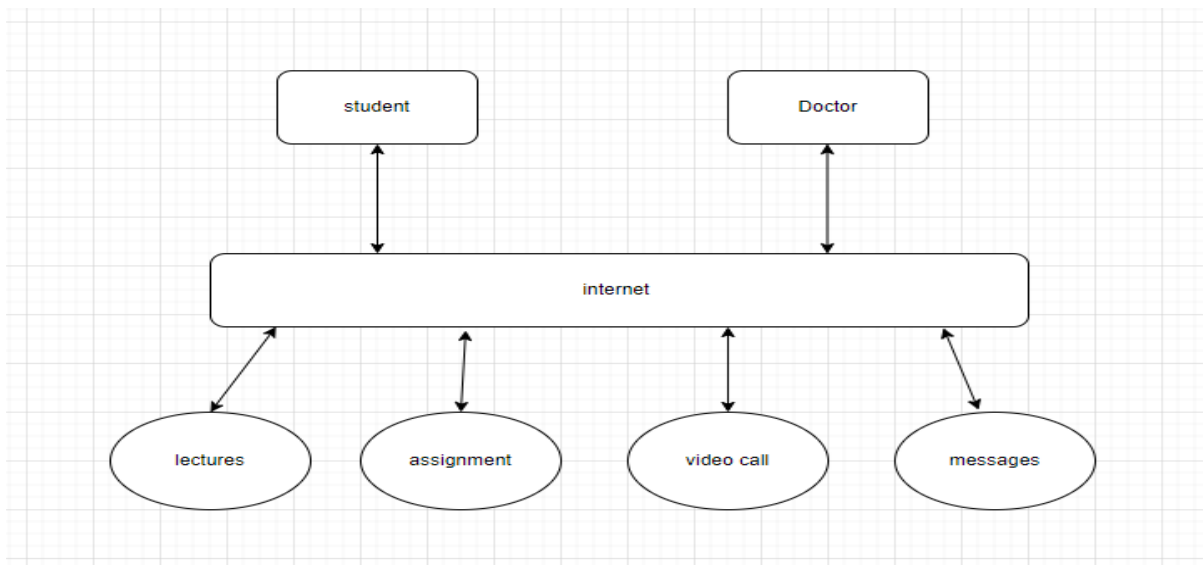 student
Doctor
internet
lectures
assignment
video call
messages